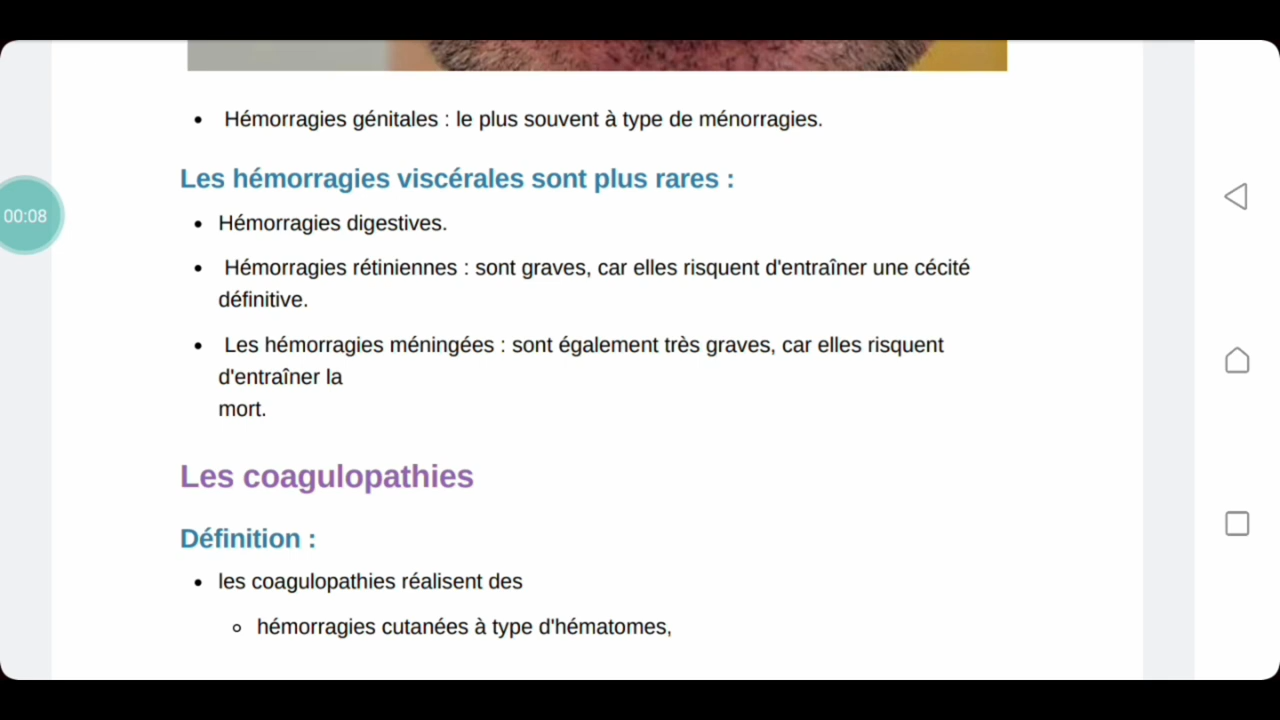 Hémorragies génitales : le plus souvent à type de ménorragies.
Les hémorragies viscérales sont plus rares :
00:08
Hémorragies digestives.
Hémorragies rétiniennes : sont graves, car elles risquent d'entraîner une cécité
définitive.
Les hémorragies méningées : sont également très graves, car elles risquent
d'entraîner la
mort.
Les coagulopathies
Définition :
les coagulopathies réalisent des
hémorragies cutanées à type d'hématomes,